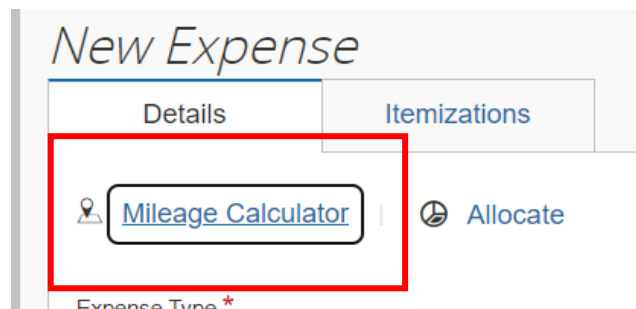 New Expense
Details Itemizations
Mileage Calculator | Allocate
Expense Type *